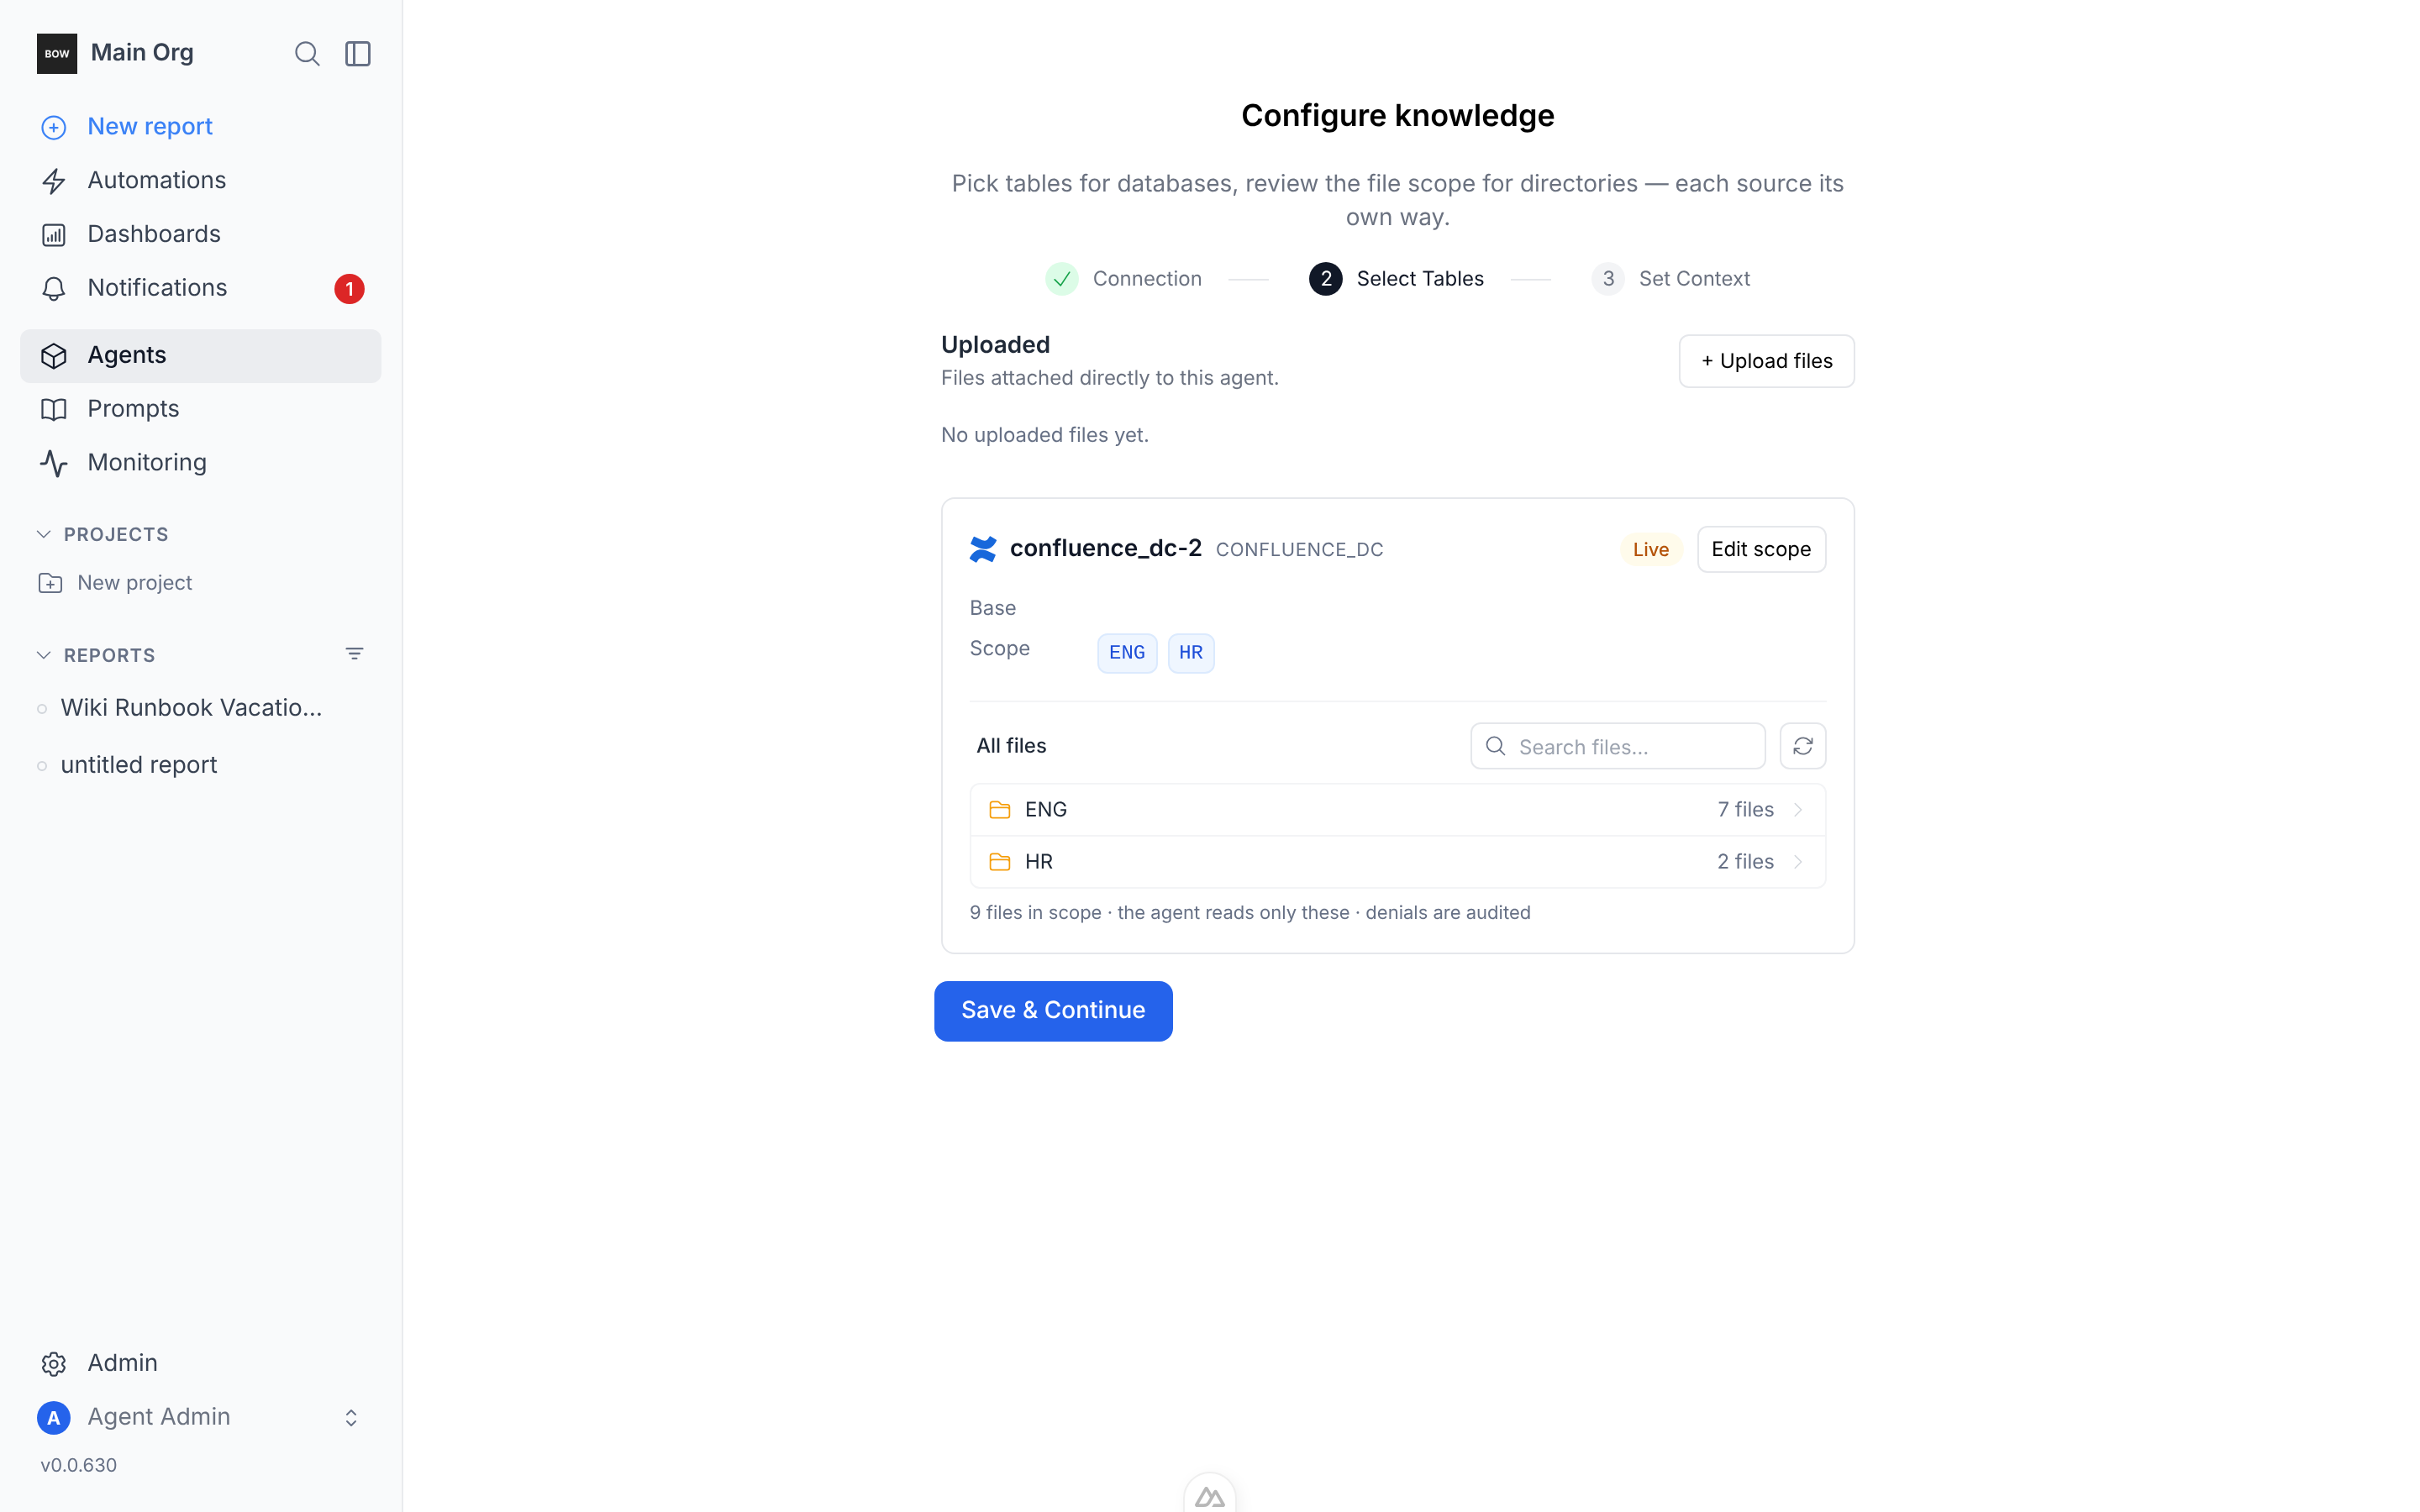 BOW Main Org
New report
Automations
Dashboards
Notifications 1
Agents
Prompts
Monitoring
PROJECTS
New project
REPORTS
Wiki Runbook Vacatio...
untitled report
Admin
A Agent Admin
v0.0.630
Configure knowledge
Pick tables for databases, review the file scope for directories — each source its
own way.
Connection 2 Select Tables 3 Set Context
Uploaded
Files attached directly to this agent.
+ Upload files
No uploaded files yet.
confluence_dc-2 CONFLUENCE_DC Live Edit scope
Base
Scope ENG HR
All files Search files...
ENG 7 files
HR 2 files
9 files in scope · the agent reads only these · denials are audited
Save & Continue